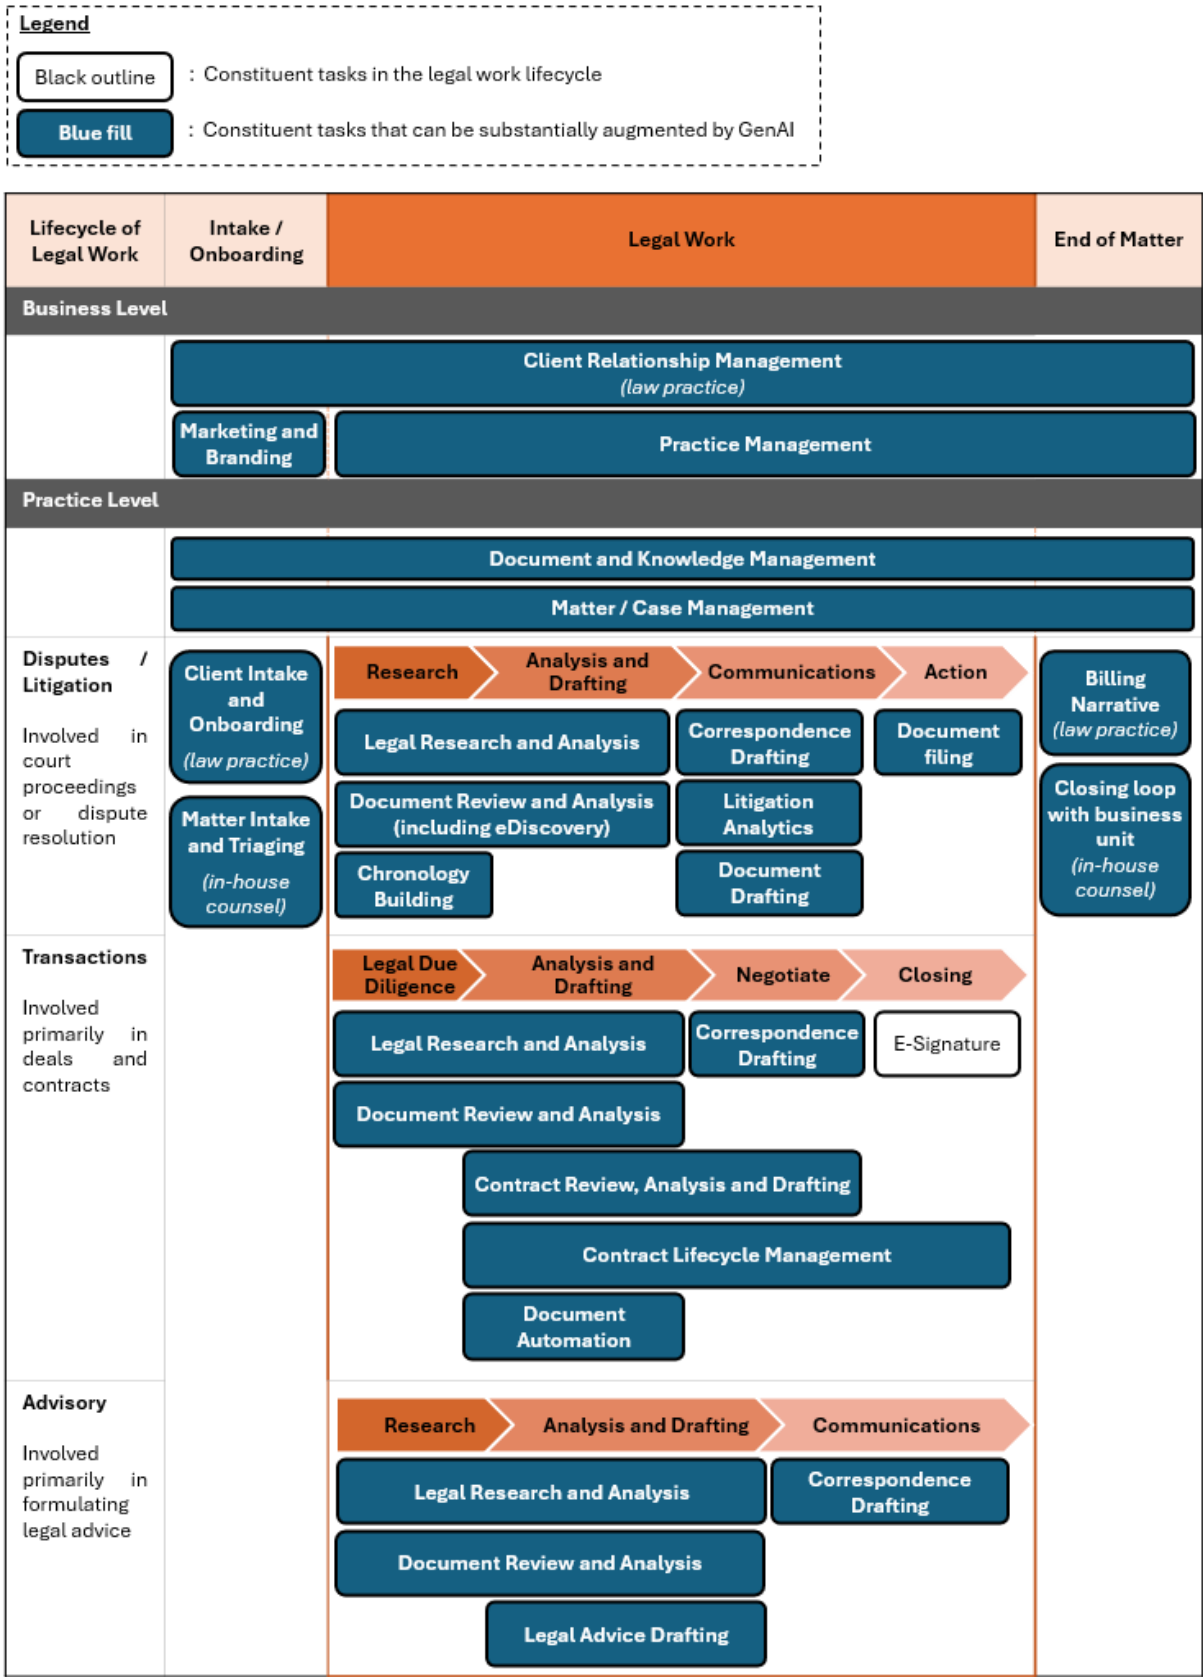 Legend
Black outline
: Constituent tasks in the legal work lifecycle
Blue fill
: Constituent tasks that can be substantially augmented by GenAI
Lifecycle of
Legal Work
Intake /
Onboarding
Legal Work
End of Matter
Business Level
Client Relationship Management
(law practice)
Marketing and
Branding
Practice Management
Practice Level
Document and Knowledge Management
Matter / Case Management
Disputes /
Litigation
Involved in
court
proceedings
or dispute
resolution
Client Intake
and
Onboarding
(law practice)
Matter Intake
and Triaging
(in-house
counsel)
Research
Analysis and
Drafting
Communications
Action
Legal Research and Analysis
Correspondence
Drafting
Document
filing
Document Review and Analysis
(including eDiscovery)
Litigation
Analytics
Chronology
Building
Document
Drafting
Billing
Narrative
(law practice)
Closing loop
with business
unit
(in-house
counsel)
Transactions
Involved
primarily in
deals and
contracts
Legal Due
Diligence
Analysis and
Drafting
Negotiate
Closing
Legal Research and Analysis
Correspondence
Drafting
E-Signature
Document Review and Analysis
Contract Review, Analysis and Drafting
Contract Lifecycle Management
Document
Automation
Advisory
Involved
primarily in
formulating
legal advice
Research
Analysis and Drafting
Communications
Legal Research and Analysis
Correspondence
Drafting
Document Review and Analysis
Legal Advice Drafting